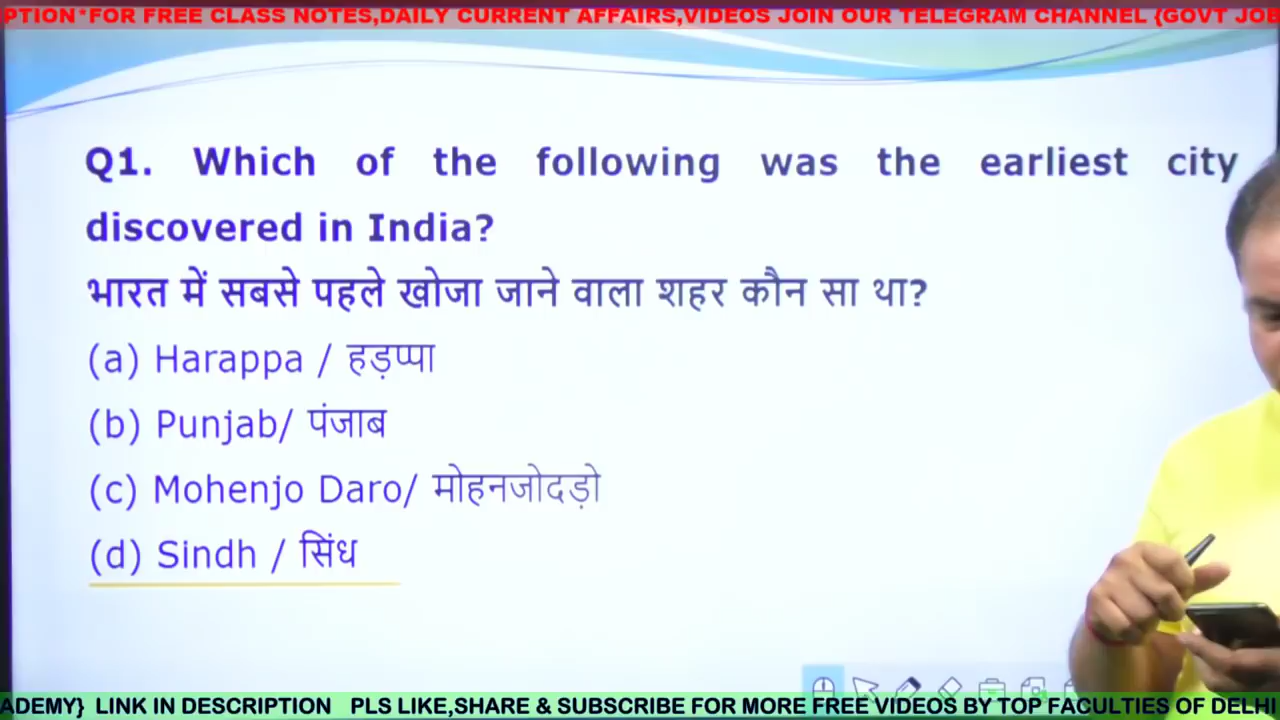 PTION*FOR FREE CLASS NOTES,DAILY CURRENT AFFAIRS,VIDEOS JOIN OUR TELEGRAM CHANNEL {GOVT JOB
Q1. Which of the following was the earliest city
discovered in India?
भारत में सबसे पहले खोजा जाने वाला शहर कौन सा था?
(a) Harappa / हड़प्पा
(b) Punjab/ पंजाब
(c) Mohenjo Daro/ मोहनजोदड़ो
(d) Sindh / सिंध
ADEMY} LINK IN DESCRIPTION PLS LIKE,SHARE & SUBSCRIBE FOR MORE FREE VIDEOS BY TOP FACULTIES OF DELHI